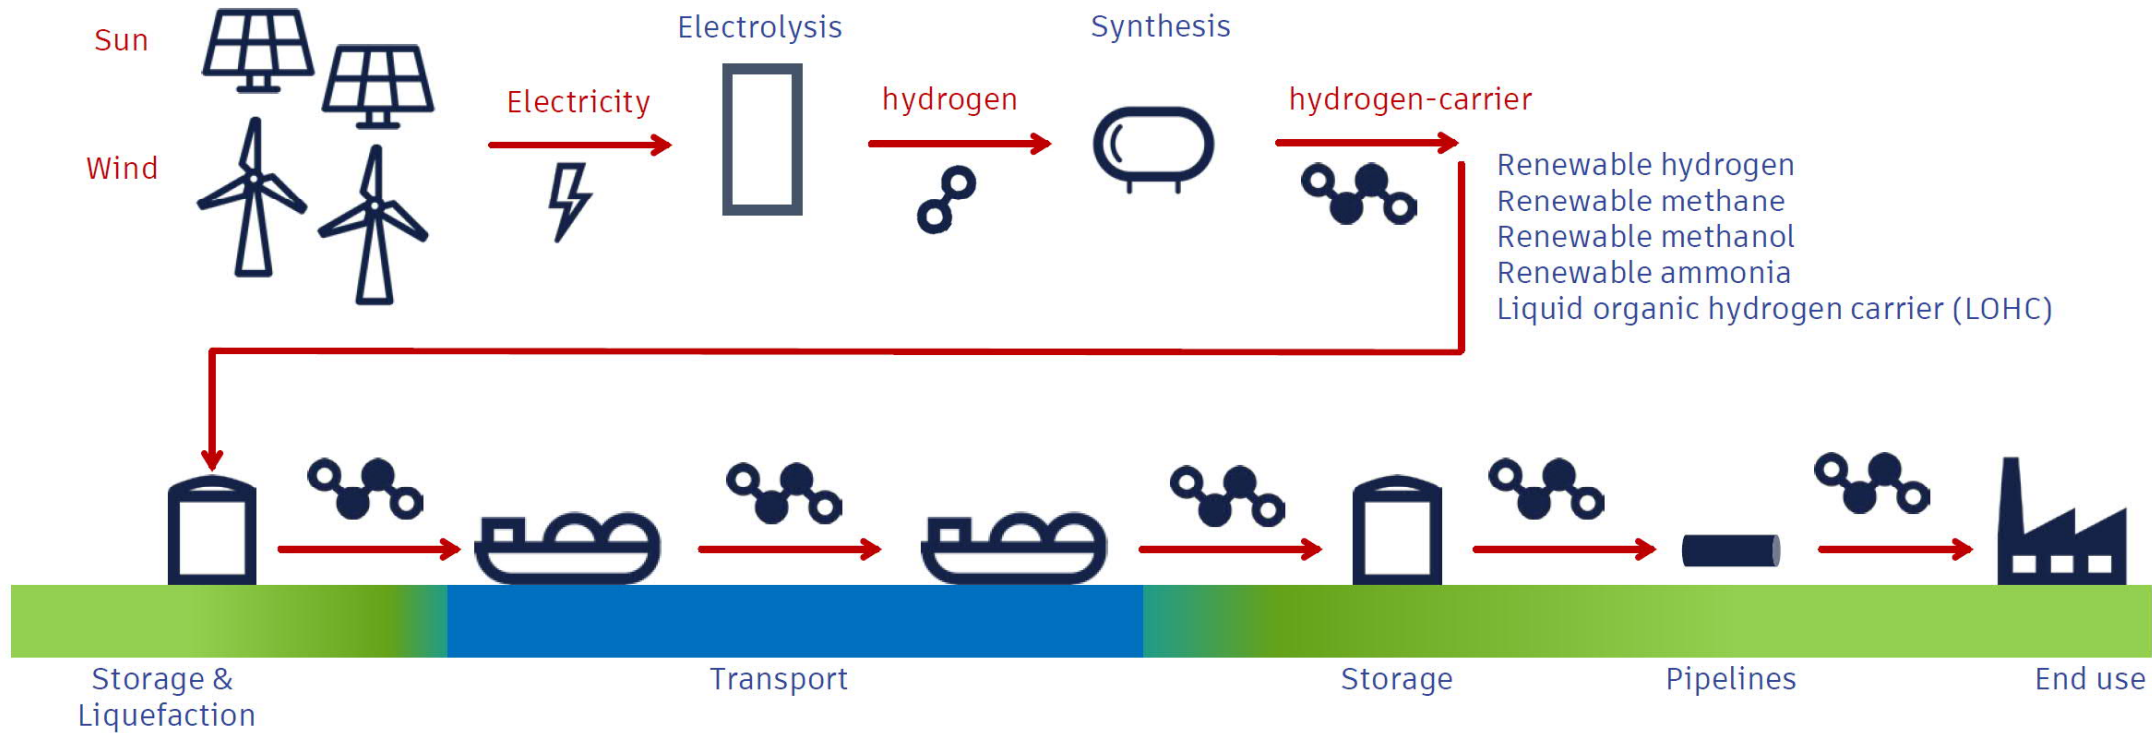 Sun
Wind
Electricity
Electrolysis
hydrogen
Synthesis
hydrogen-carrier
Renewable hydrogen
Renewable methane
Renewable methanol
Renewable ammonia
Liquid organic hydrogen carrier (LOHC)
Storage &
Liquefaction
Transport
Storage
Pipelines
End use